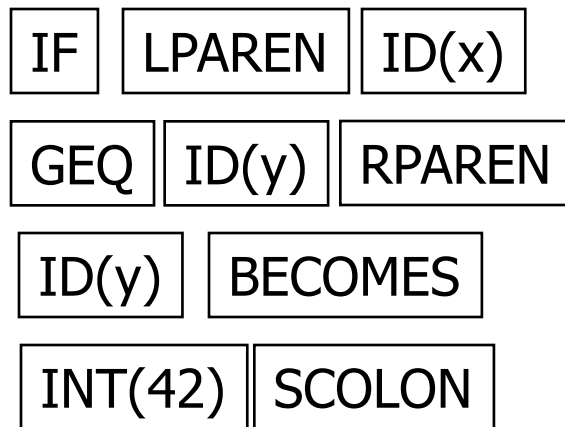 IF LPAREN ID(x)
GEQ ID(y) RPAREN
ID(y) BECOMES
INT(42) SCOLON